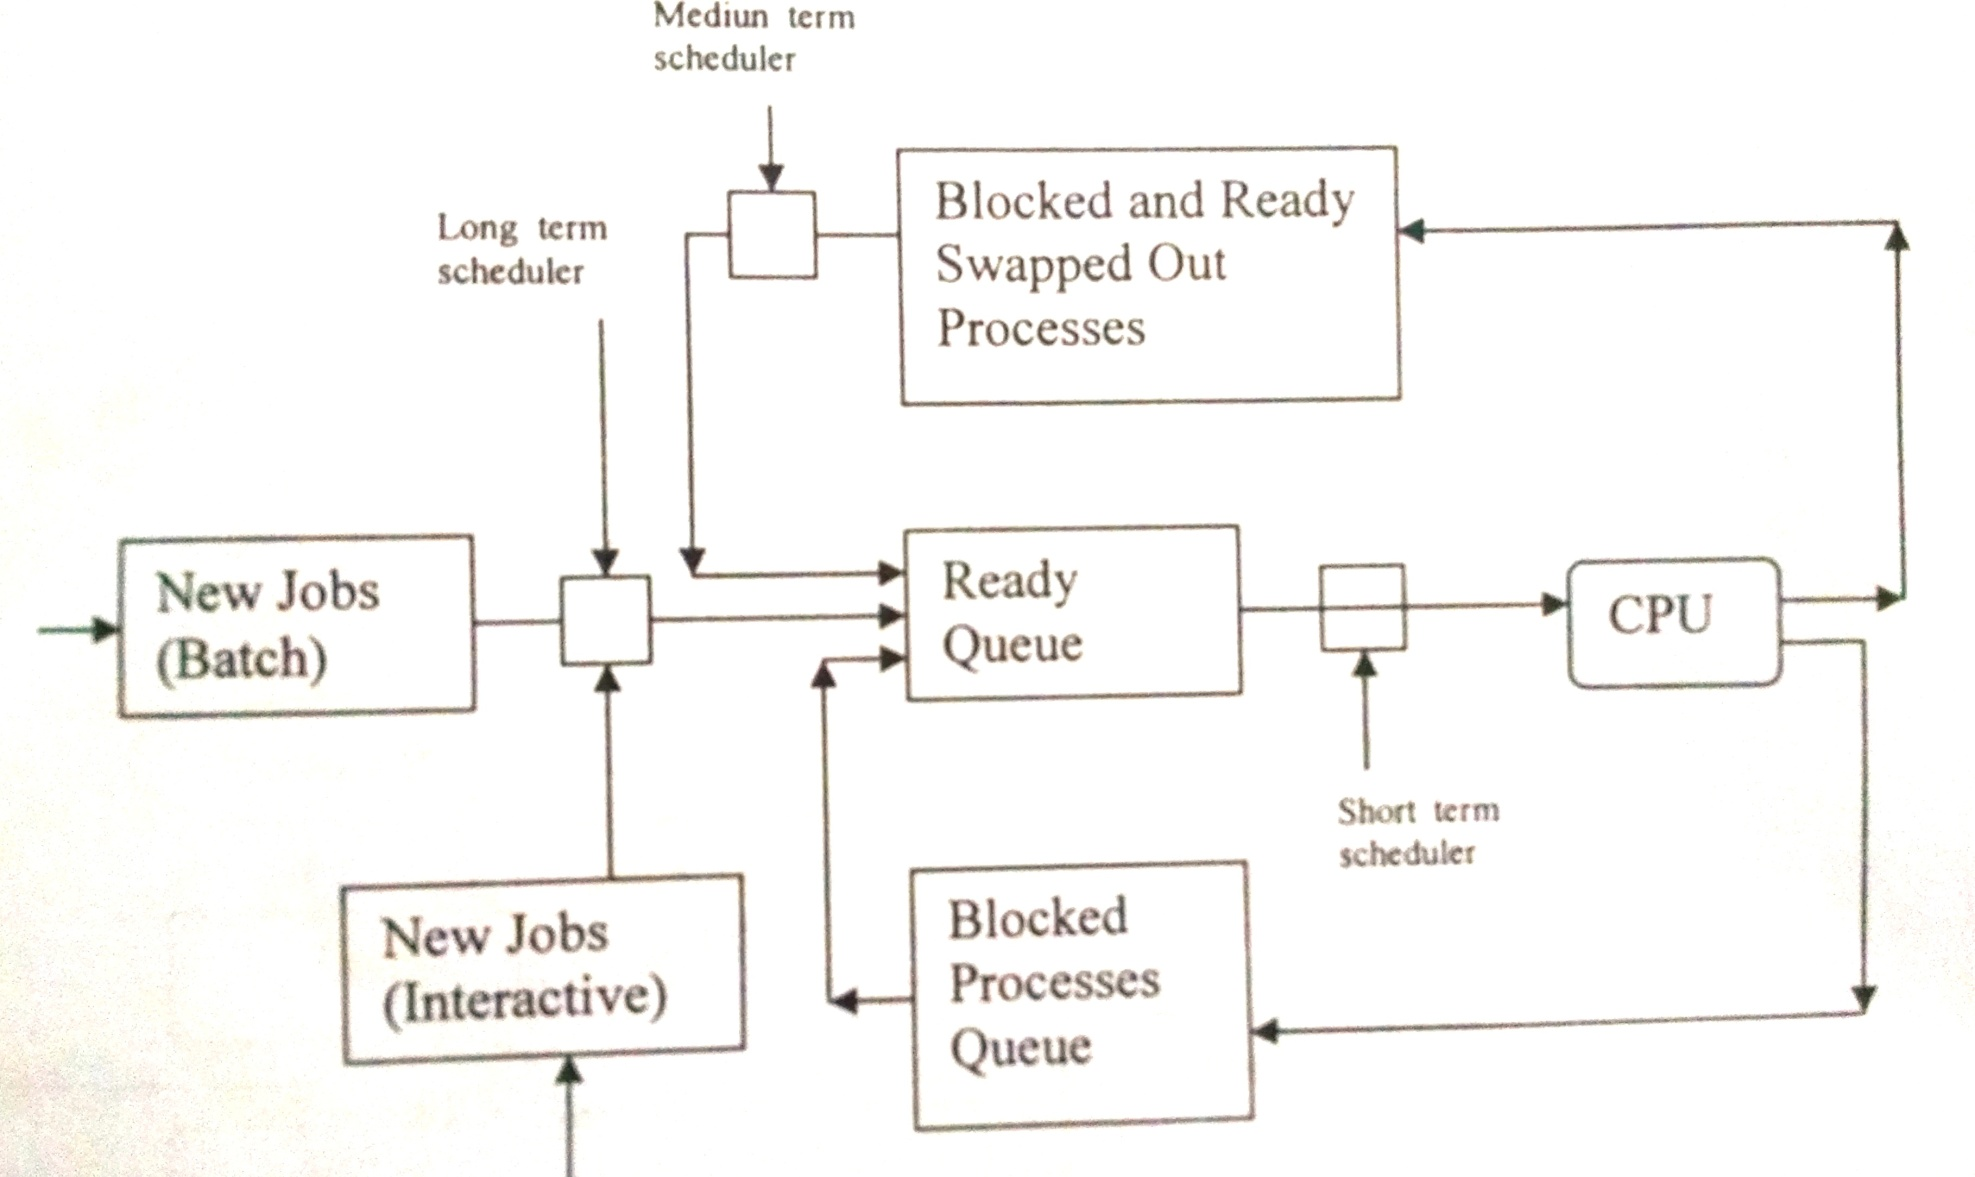 Mediun term
scheduler
Long term
scheduler
Blocked and Ready
Swapped Out
Processes
New Jobs
(Batch)
Ready
Queue
CPU
Short term
scheduler
New Jobs
(Interactive)
Blocked
Processes
Queue